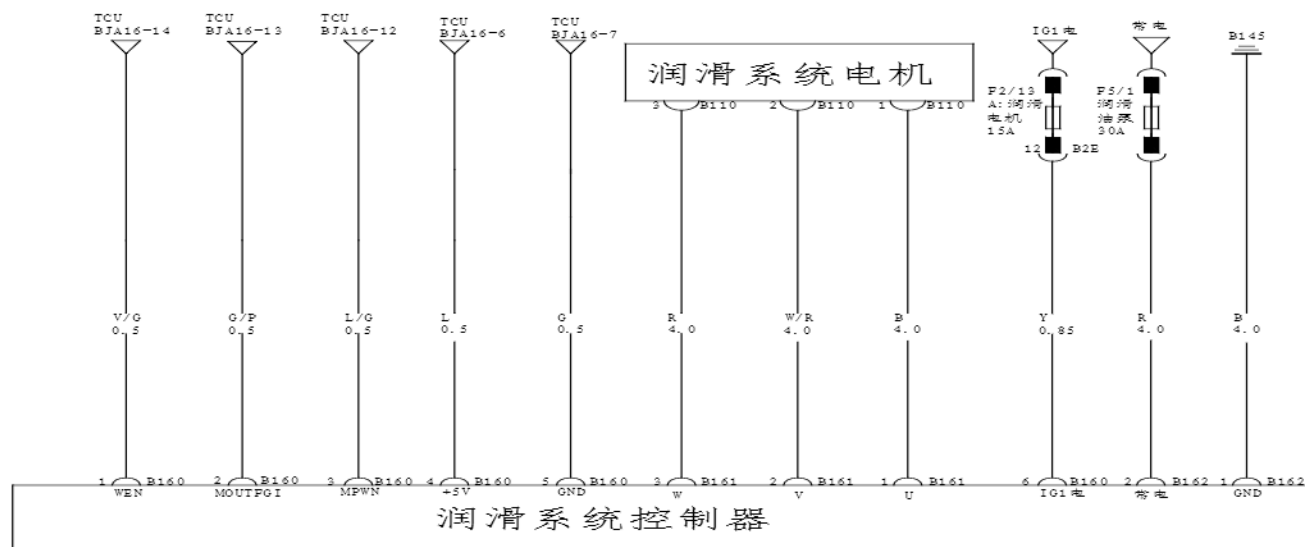 TCU
BJA16-14
TCU
BJA16-13
TCU
BJA16-12
TCU
BJA16-6
TCU
BJA16-7
润滑系统电机
3 B110
2 B110
1 B110
IG1电
F2/13
A:润滑
电机
15A
12 B2E
常电
F5/1
润滑
油泵
30A
B145
V/G
0.5
G/P
0.5
L/G
0.5
L
0.5
G
0.5
R
4.0
W/R
4.0
B
4.0
Y
0.85
R
4.0
B
4.0
1 B160
WEN
2 B160
MOUTFGI
3 B160
MPWN
4 B160
+5V
5 B160
GND
3 B161
W
2 B161
V
1 B161
U
6 B160
IG1电
2 B162
常电
1 B162
GND
润滑系统控制器